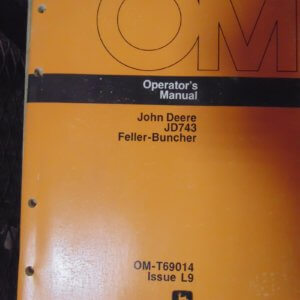 OM
Operator's
Manual
John Deere
JD743
Feller-Buncher
OM-T69014
Issue L9